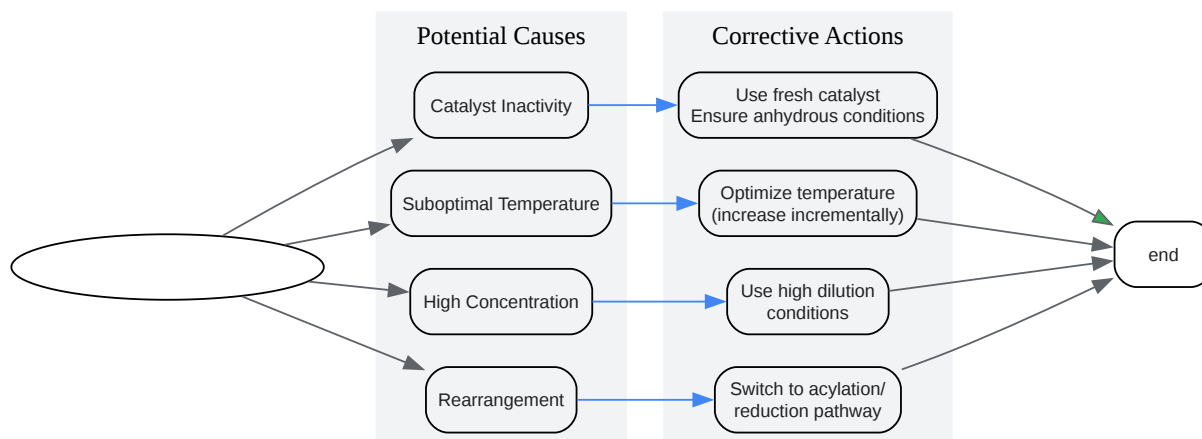 Potential Causes
Corrective Actions
Catalyst Inactivity
Use fresh catalyst
Ensure anhydrous conditions
Suboptimal Temperature
Optimize temperature
(increase incrementally)
end
High Concentration
Use high dilution
conditions
Rearrangement
Switch to acylation/
reduction pathway